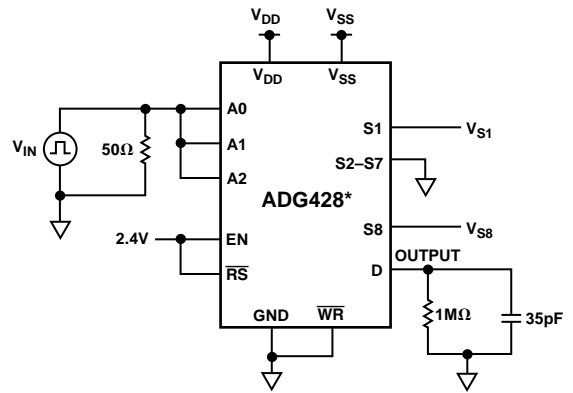 VDD
VSS
VDD
VSS
A0
S1
VS1
VIN
50Ω
A1
S2–S7
A2
ADG428*
S8
VS8
2.4V
EN
OUTPUT
D
RS
1MΩ
35pF
GND
WR